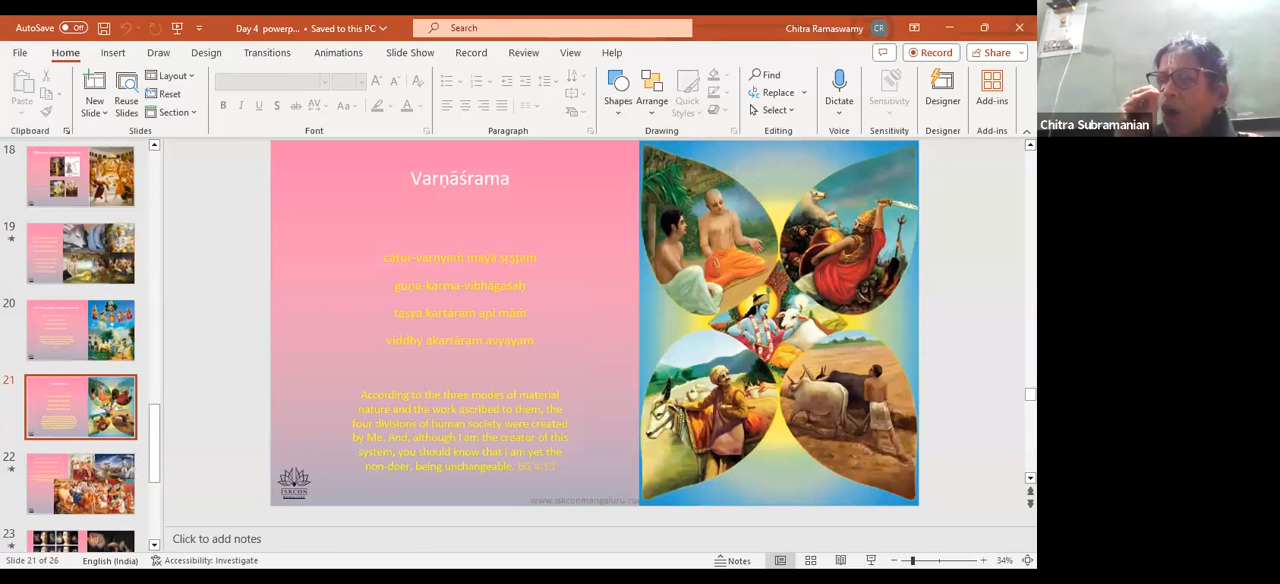 AutoSave Off Day 4 powerp... • Saved to this PC Search Chitra Ramaswamy CR
File Home Insert Draw Design Transitions Animations Slide Show Record Review View Help Record Share
Paste New Slides Reuse Slides Layout Reset Section Shapes Arrange Quick Styles Find Replace Select Dictate Sensitivity Designer Add-ins
B I U S ab AV Aa A
Clipboard Slides Font Paragraph Drawing Editing Voice Sensitivity Designer Add-ins
Chitra Subramanian
18
19
20
21
22
23
Varṇāśrama
cātur-varṇyaṁ mayā sṛṣṭaṁ
guṇa-karma-vibhāgaśaḥ
tasya kartāram api māṁ
viddhy akartāram avyayam
According to the three modes of material
nature and the work ascribed to them, the
four divisions of human society were created
by Me. And, although I am the creator of this
system, you should know that I am yet the
non-doer, being unchangeable. BG 4.13
ISKCON
www.iskconmengaluru.co
Click to add notes
Slide 21 of 26 English (India) Accessibility: Investigate Notes 34%